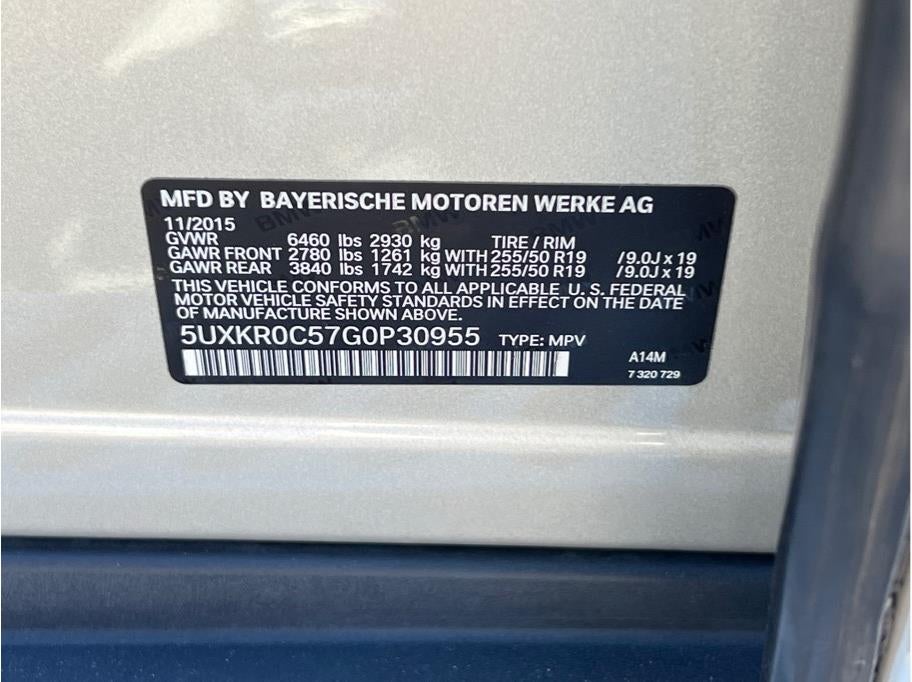 MFD BY BAYERISCHE MOTOREN WERKE AG
11/2015
GVWR 6460 lbs 2930 kg TIRE / RIM
GAWR FRONT 2780 lbs 1261 kg WITH 255/50 R19 /9.0J x 19
GAWR REAR 3840 lbs 1742 kg WITH 255/50 R19 /9.0J x 19
THIS VEHICLE CONFORMS TO ALL APPLICABLE U. S. FEDERAL
MOTOR VEHICLE SAFETY STANDARDS IN EFFECT ON THE DATE
OF MANUFACTURE SHOWN ABOVE.
5UXKR0C57G0P30955 TYPE: MPV
A14M
7 320 729